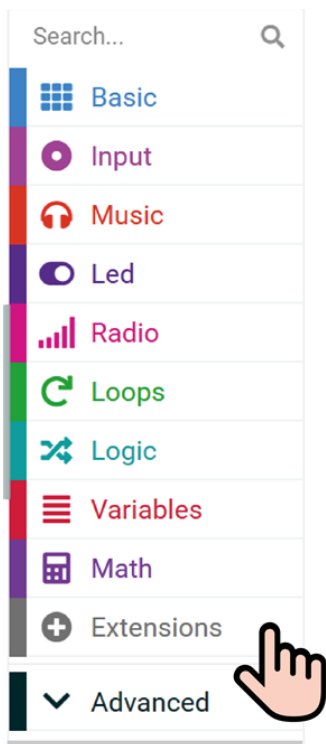 Search...
Basic
Input
Music
Led
Radio
Loops
Logic
Variables
Math
Extensions
Advanced